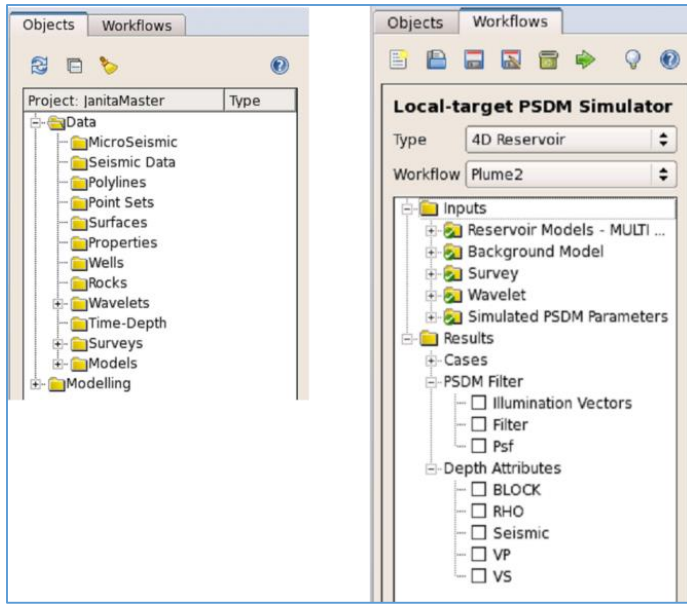 Objects Workflows
Project: JanitaMaster Type
Data
MicroSeismic
Seismic Data
Polylines
Point Sets
Surfaces
Properties
Wells
Rocks
Wavelets
Time-Depth
Surveys
Models
Modelling
Objects Workflows
Local-target PSDM Simulator
Type 4D Reservoir
Workflow Plume2
Inputs
Reservoir Models - MULTI ...
Background Model
Survey
Wavelet
Simulated PSDM Parameters
Results
Cases
PSDM Filter
Illumination Vectors
Filter
Psf
Depth Attributes
BLOCK
RHO
Seismic
VP
VS